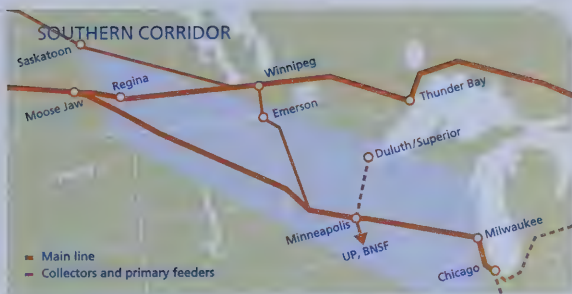 SOUTHERN CORRIDOR
Saskatoon
Regina
Winnipeg
Moose Jaw
Emerson
Thunder Bay
Duluth/Superior
Minneapolis
Milwaukee
UP, BNSF
Chicago
Main line
Collectors and primary feeders